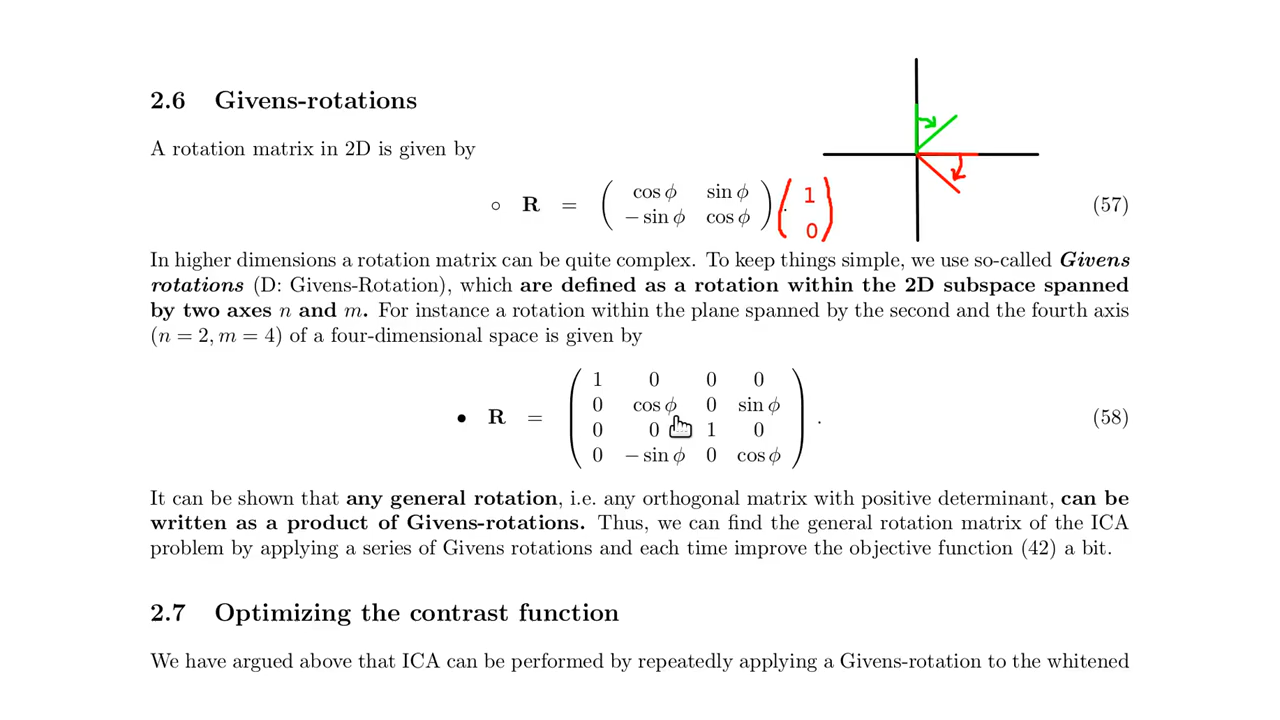 2.6 Givens-rotations
A rotation matrix in 2D is given by
◦ R = ( cos ϕ sin ϕ
− sin ϕ cos ϕ ) . ( 1
0 ) (57)
In higher dimensions a rotation matrix can be quite complex. To keep things simple, we use so-called Givens
rotations (D: Givens-Rotation), which are defined as a rotation within the 2D subspace spanned
by two axes n and m. For instance a rotation within the plane spanned by the second and the fourth axis
(n = 2, m = 4) of a four-dimensional space is given by
1 0 0 0
0 cos ϕ 0 sin ϕ
• R = . (58)
0 0 1 0
0 − sin ϕ 0 cos ϕ
It can be shown that any general rotation, i.e. any orthogonal matrix with positive determinant, can be
written as a product of Givens-rotations. Thus, we can find the general rotation matrix of the ICA
problem by applying a series of Givens rotations and each time improve the objective function (42) a bit.
2.7 Optimizing the contrast function
We have argued above that ICA can be performed by repeatedly applying a Givens-rotation to the whitened